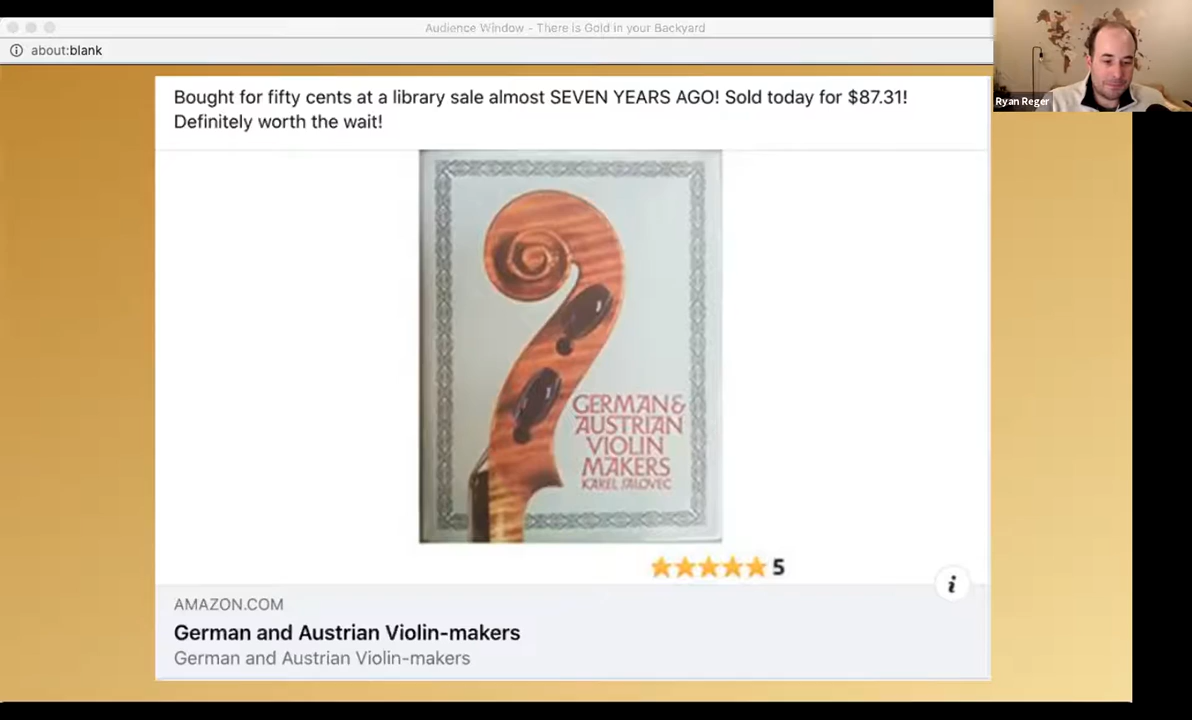 Audience Window - There is Gold in your Backyard
about:blank
Ryan Reger
Bought for fifty cents at a library sale almost SEVEN YEARS AGO! Sold today for $87.31!
Definitely worth the wait!
GERMAN &
AUSTRIAN
VIOLIN
MAKERS
KAREL JALOVEC
5
i
AMAZON.COM
German and Austrian Violin-makers
German and Austrian Violin-makers